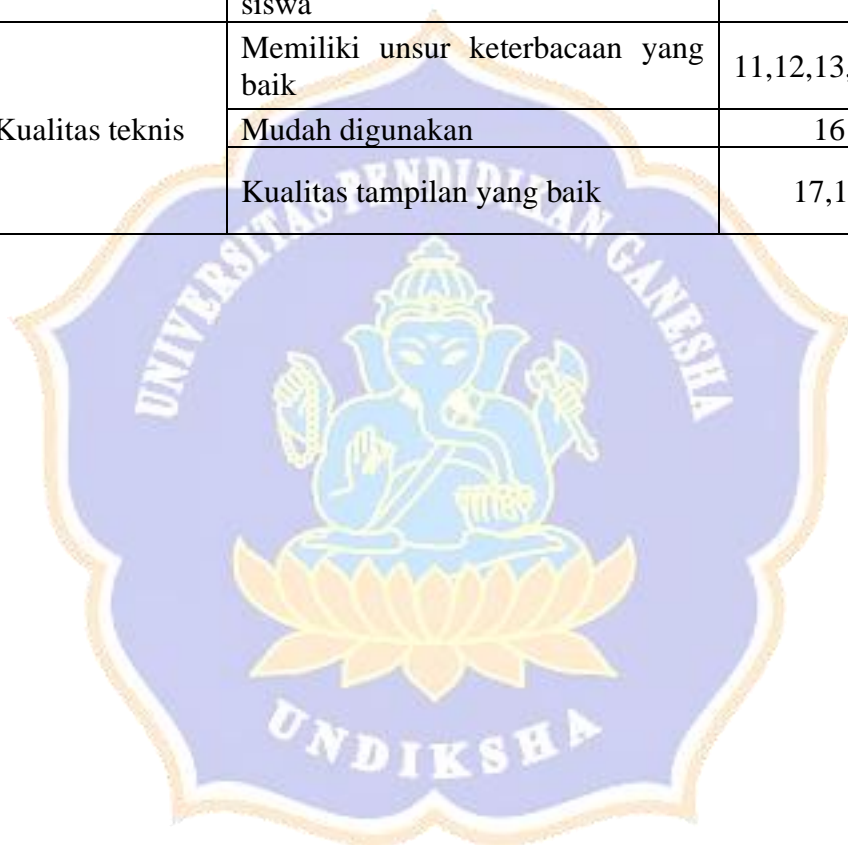 siswa
Memiliki unsur keterbacaan yang
baik
11,12,13,
Kualitas teknis
Mudah digunakan
16
Kualitas tampilan yang baik
17,1
UNIVERSITAS PENDIDIKAN GANESHA
UNDIKSHA